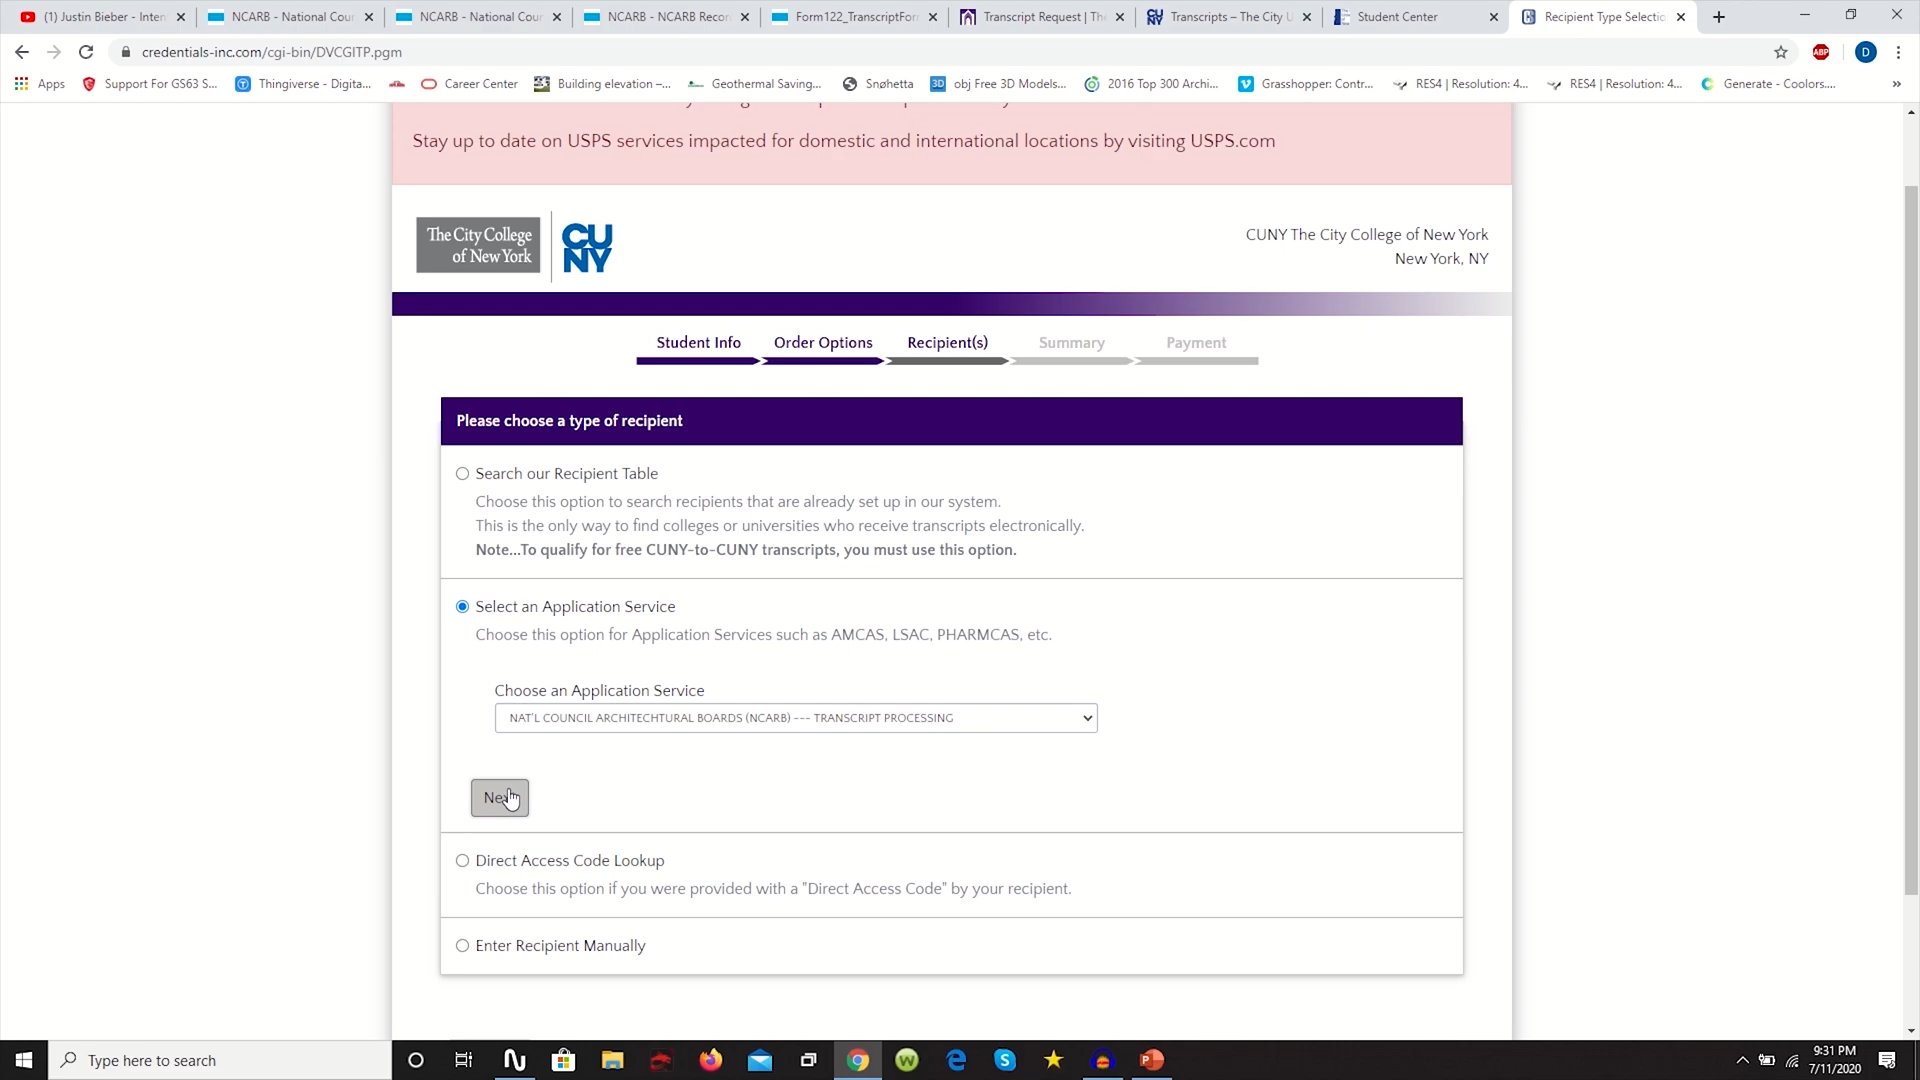 (1) Justin Bieber - Inten
NCARB - National Coun
NCARB - National Coun
NCARB - NCARB Recor
Form122_TranscriptFor
Transcript Request | The
Transcripts – The City U
Student Center
Recipient Type Selectio
credentials-inc.com/cgi-bin/DVCGITP.pgm
ABP
D
Apps
Support For GS63 S...
Thingiverse - Digita...
Career Center
Building elevation –...
Geothermal Saving...
Snøhetta
3D
obj Free 3D Models...
2016 Top 300 Archi...
Grasshopper: Contr...
RES4 | Resolution: 4...
RES4 | Resolution: 4...
Generate - Coolors....
Stay up to date on USPS services impacted for domestic and international locations by visiting USPS.com
The City College
of New York
CU
NY
CUNY The City College of New York
New York, NY
Student Info
Order Options
Recipient(s)
Summary
Payment
Please choose a type of recipient
Search our Recipient Table
Choose this option to search recipients that are already set up in our system.
This is the only way to find colleges or universities who receive transcripts electronically.
Note...To qualify for free CUNY-to-CUNY transcripts, you must use this option.
Select an Application Service
Choose this option for Application Services such as AMCAS, LSAC, PHARMCAS, etc.
Choose an Application Service
NAT'L COUNCIL ARCHITECHTURAL BOARDS (NCARB) --- TRANSCRIPT PROCESSING
Direct Access Code Lookup
Choose this option if you were provided with a "Direct Access Code" by your recipient.
Enter Recipient Manually
Type here to search
9:31 PM
7/11/2020